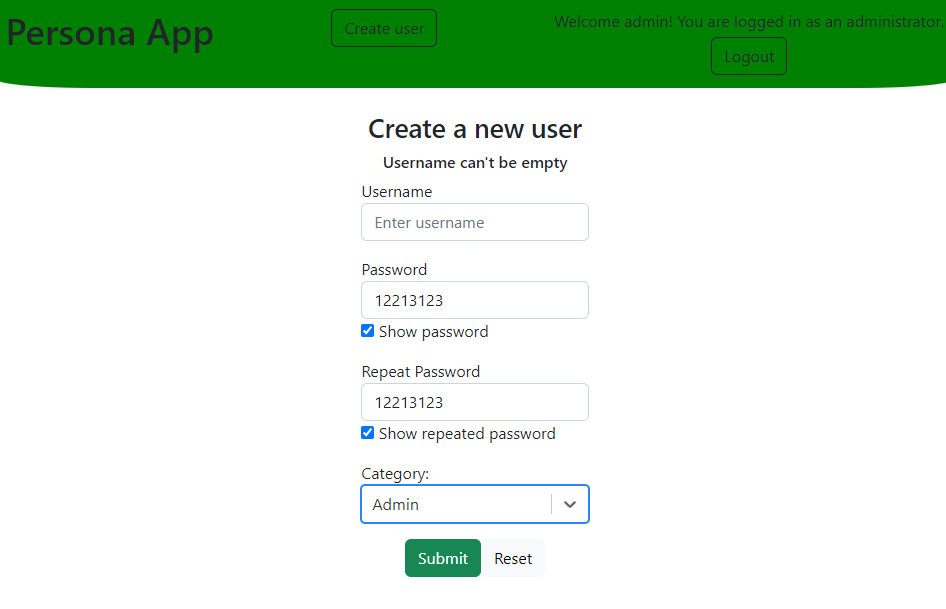 Persona App
Create user
Welcome admin! You are logged in as an administrator.
Logout
Create a new user
Username can't be empty
Username
Enter username
Password
12213123
Show password
Repeat Password
12213123
Show repeated password
Category:
Admin
Submit
Reset